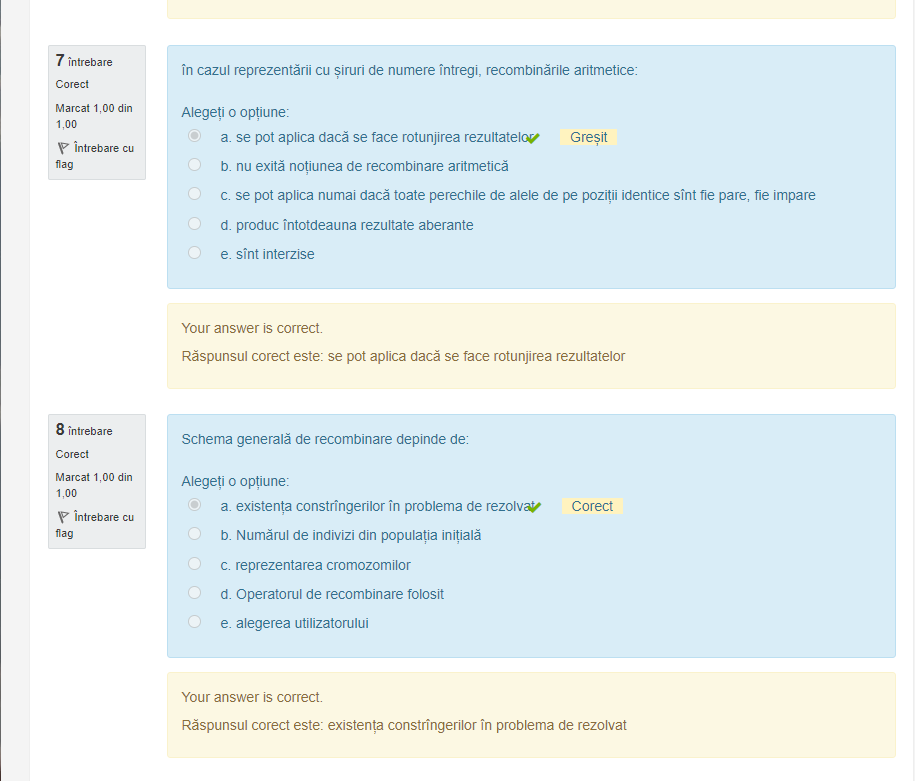 7 întrebare
Corect
Marcat 1,00 din
1,00
Întrebare cu
flag
în cazul reprezentării cu șiruri de numere întregi, recombinările aritmetice:
Alegeți o opțiune:
a. se pot aplica dacă se face rotunjirea rezultatelor Greșit
b. nu exită noțiunea de recombinare aritmetică
c. se pot aplica numai dacă toate perechile de alele de pe poziții identice sînt fie pare, fie impare
d. produc întotdeauna rezultate aberante
e. sînt interzise
Your answer is correct.
Răspunsul corect este: se pot aplica dacă se face rotunjirea rezultatelor
8 întrebare
Corect
Marcat 1,00 din
1,00
Întrebare cu
flag
Schema generală de recombinare depinde de:
Alegeți o opțiune:
a. existența constrîngerilor în problema de rezolvat Corect
b. Numărul de indivizi din populația inițială
c. reprezentarea cromozomilor
d. Operatorul de recombinare folosit
e. alegerea utilizatorului
Your answer is correct.
Răspunsul corect este: existența constrîngerilor în problema de rezolvat